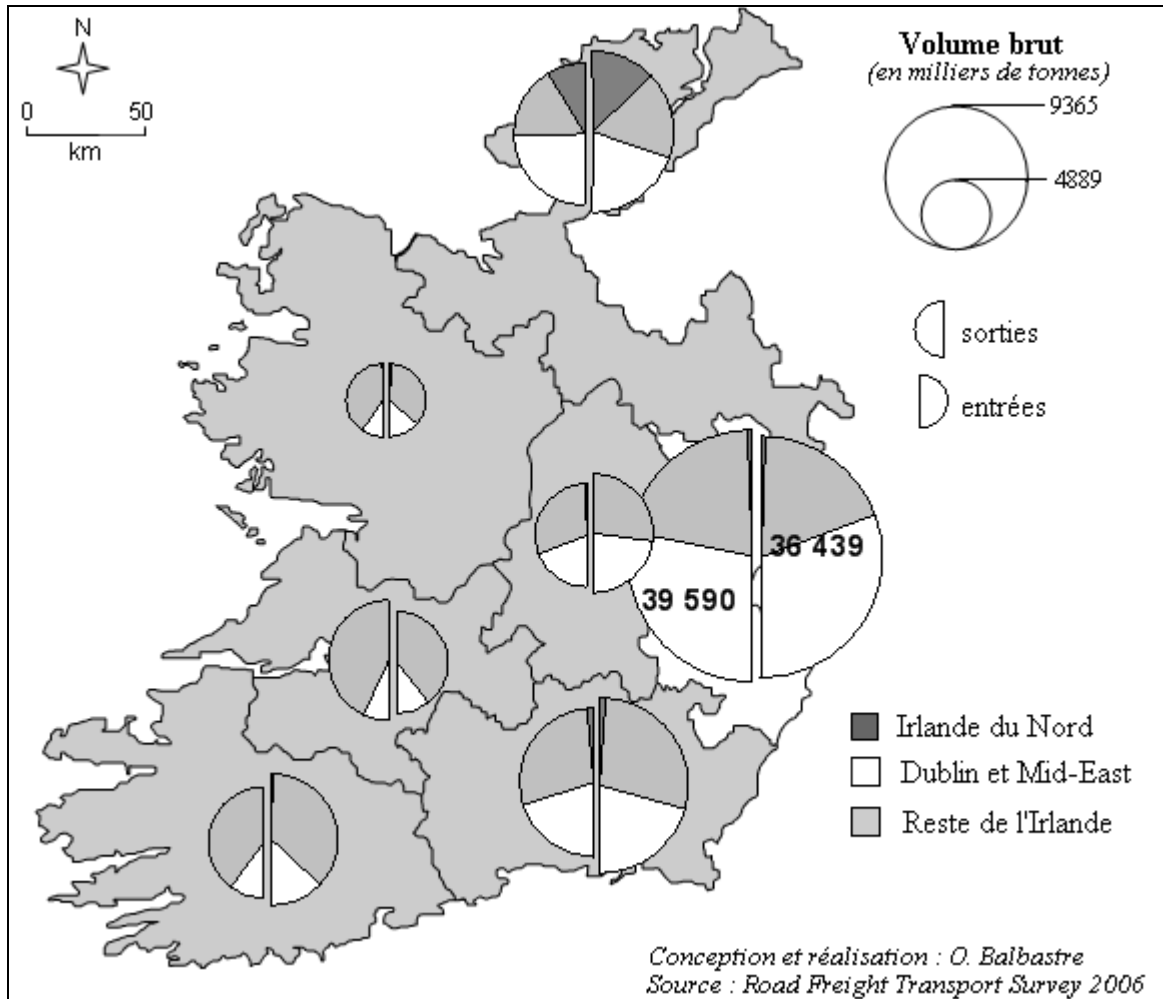 N
0 50
km
Volume brut
(en milliers de tonnes)
9365
4889
sorties
entrées
36 439
39 590
Irlande du Nord
Dublin et Mid-East
Reste de l'Irlande
Conception et réalisation : O. Balbastre
Source : Road Freight Transport Survey 2006